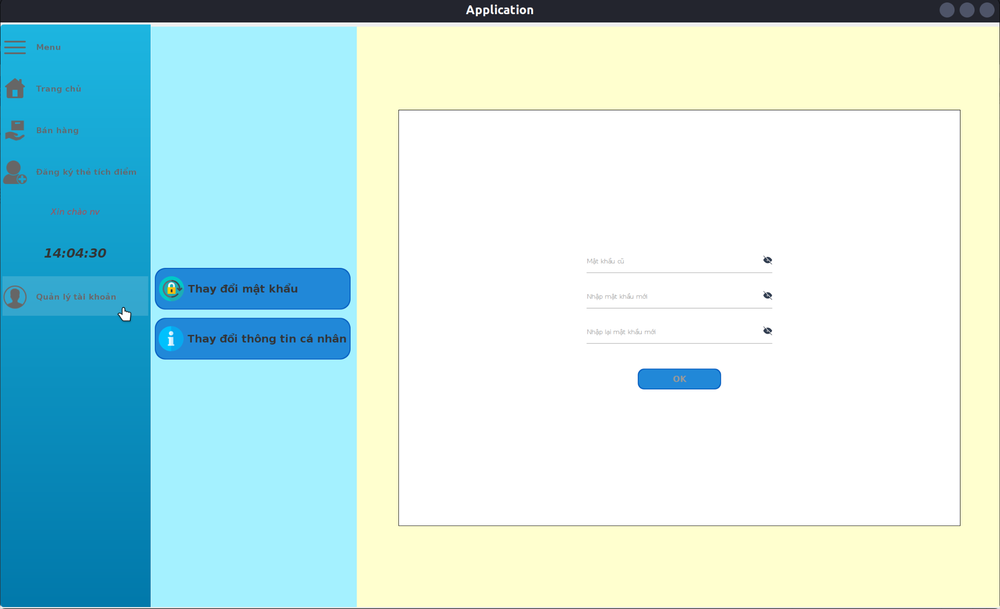 Application
Menu
Trang chủ
Bán hàng
Đăng ký thẻ tích điểm
Xin chào nv
14:04:30
Quản lý tài khoản
Thay đổi mật khẩu
Thay đổi thông tin cá nhân
Mật khẩu cũ
Nhập mật khẩu mới
Nhập lại mật khẩu mới
OK